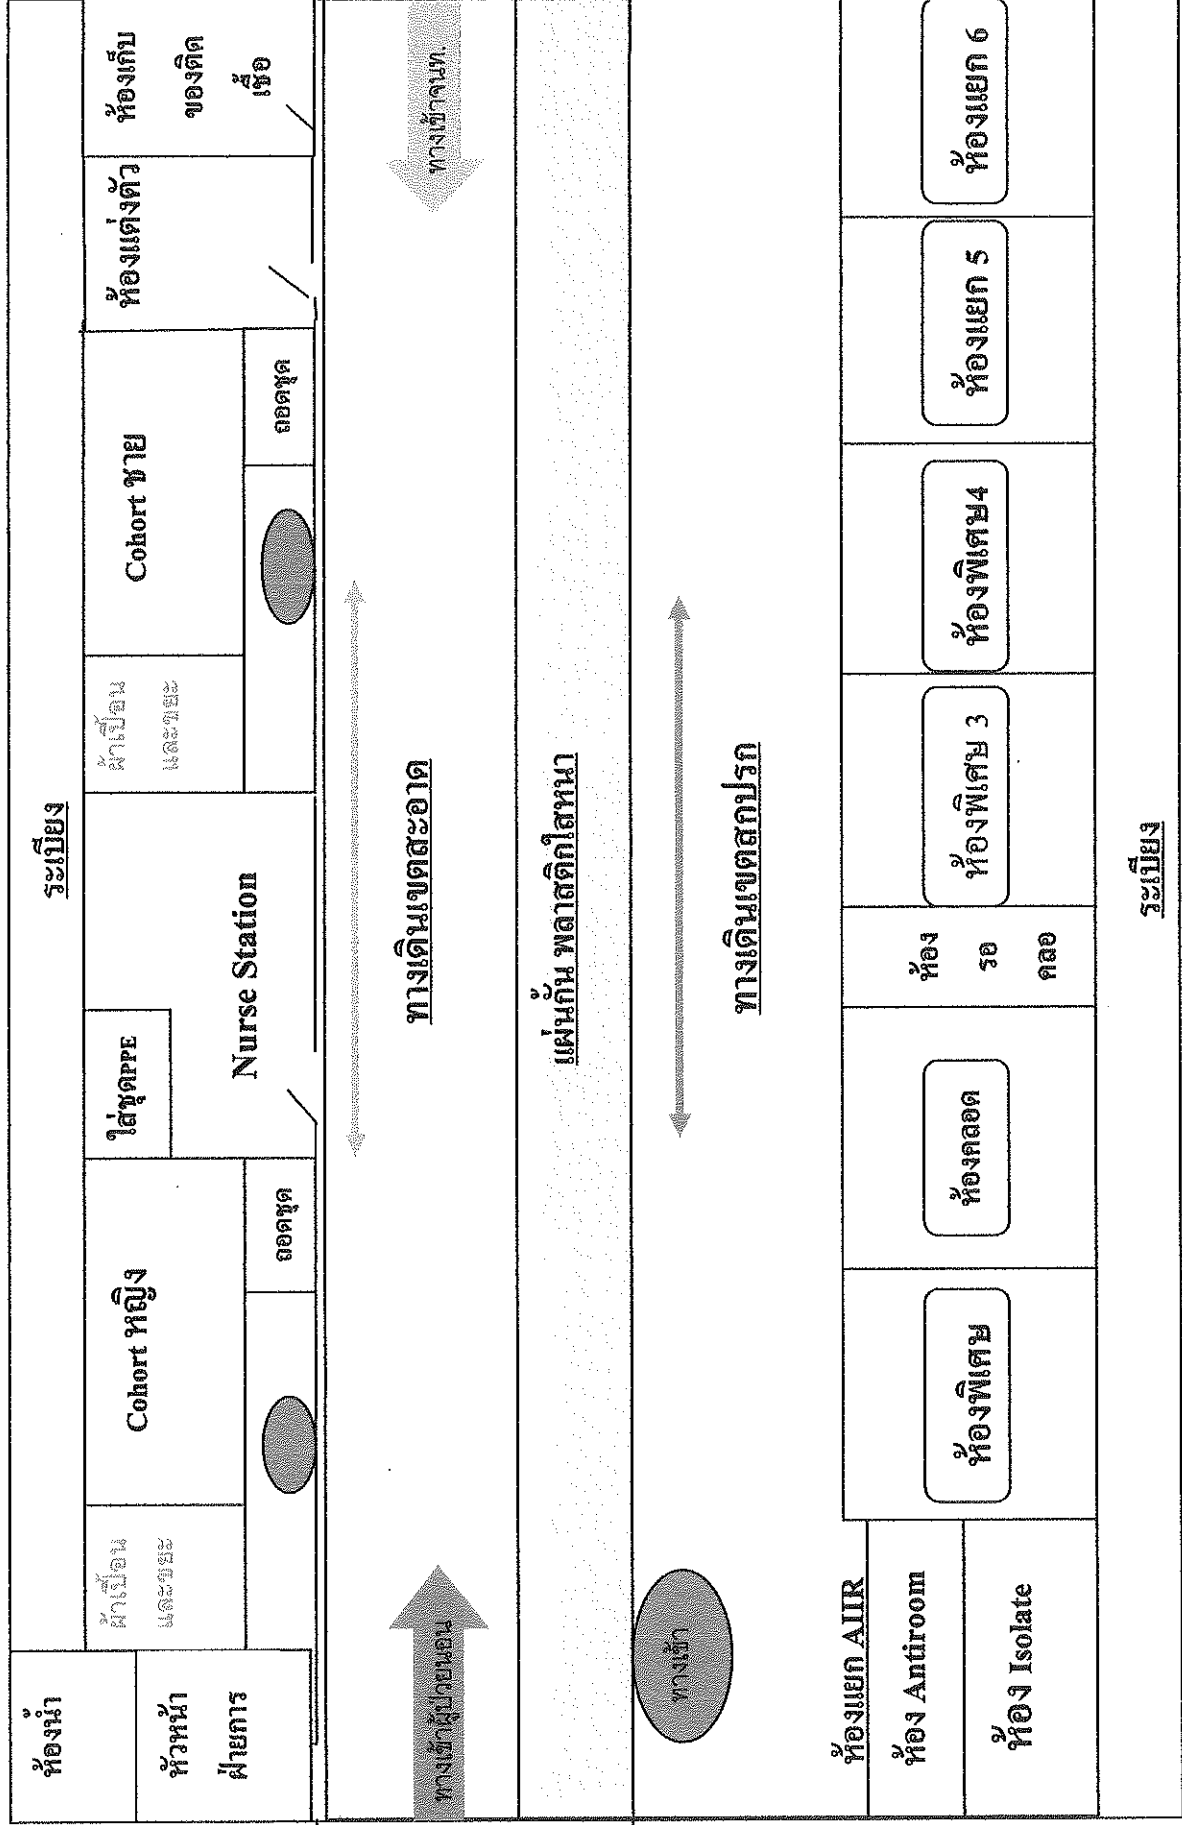 ระเบียง
ห้องน้ำ
หัวหน้า
ฝ่ายการ
ผ้าเปื้อน
และขยะ
Cohort หญิง
ถอดชุด
ใส่ชุดPPE
Nurse Station
ผ้าเปื้อน
และขยะ
Cohort ชาย
ถอดชุด
ห้องแต่งตัว
ห้องเก็บ
ของติด
เชื้อ
ทางเข้าผู้ป่วยนอน
ทางเดินเขตสะอาด
ทางเข้าจนท.
แผ่นกั้น พลาสติกใสหนา
ทางเข้า
ทางเดินเขตสกปรก
ห้องแยก AIIR
ห้อง Antiroom
ห้อง Isolate
ห้องพิเศษ
ห้องคลอด
ห้อง
รอ
คลอ
ห้องพิเศษ 3
ห้องพิเศษ4
ห้องแยก 5
ห้องแยก 6
ระเบียง